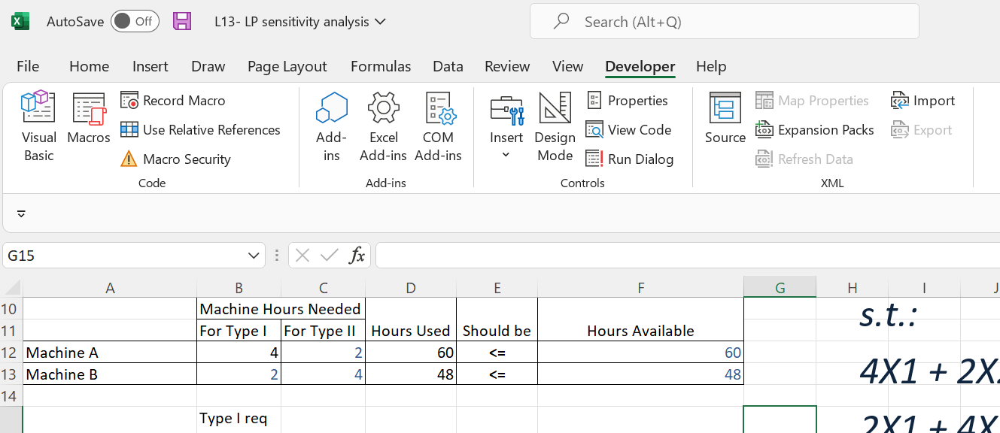 AutoSave Off L13- LP sensitivity analysis Search (Alt+Q)
File Home Insert Draw Page Layout Formulas Data Review View Developer Help
Visual Basic
Macros
Record Macro
Use Relative References
Macro Security
Code
Add-ins
Excel Add-ins
COM Add-ins
Add-ins
Insert
Design Mode
Properties
View Code
Run Dialog
Controls
Source
Map Properties
Expansion Packs
Refresh Data
Import
Export
XML
G15 fx
A B C D E F G H I J
10 Machine Hours Needed s.t.:
11 For Type I For Type II Hours Used Should be Hours Available
12 Machine A 4 2 60 <= 60
13 Machine B 2 4 48 <= 48 4X1 + 2X
14
Type I req 2X1 + 4X